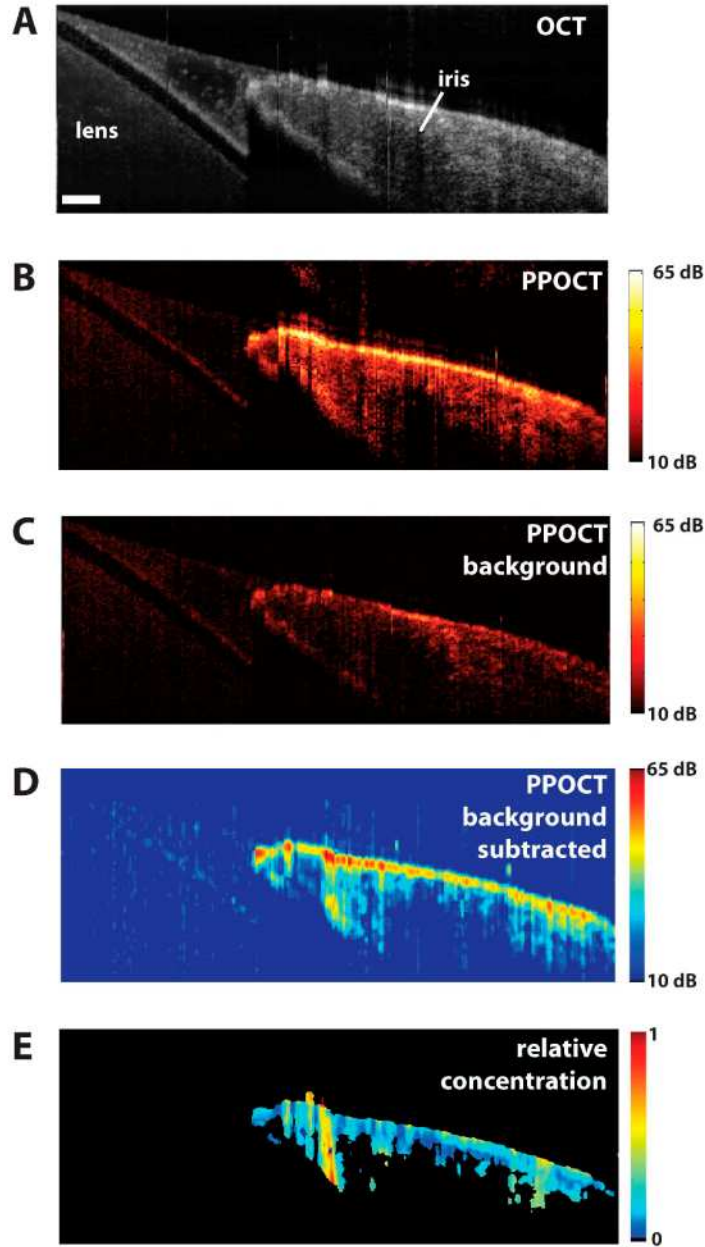 A
OCT
iris
lens
B
PPOCT
65 dB
10 dB
C
PPOCT
background
65 dB
10 dB
D
PPOCT
background
subtracted
65 dB
10 dB
E
relative
concentration
1
0